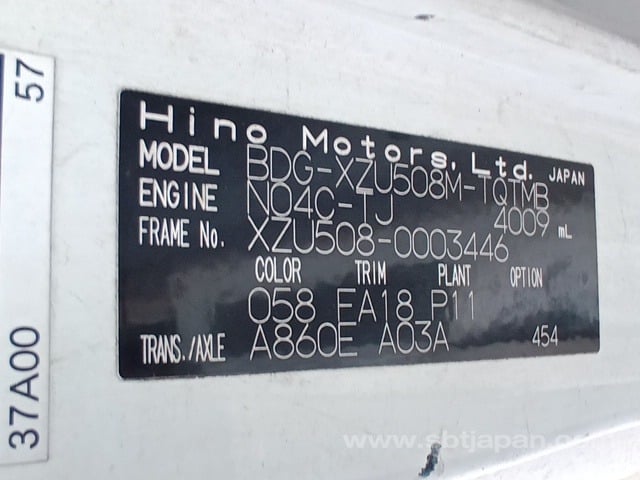 Hino Motors, Ltd. JAPAN
MODEL BDG-XZU508M-TQTMB
ENGINE N04C-TJ 4009 mL
FRAME No. XZU508-0003446
COLOR TRIM PLANT OPTION
058 FA18 P11
TRANS./AXLE A860E A03A 454
37A00 57
www.sbtjapan.com